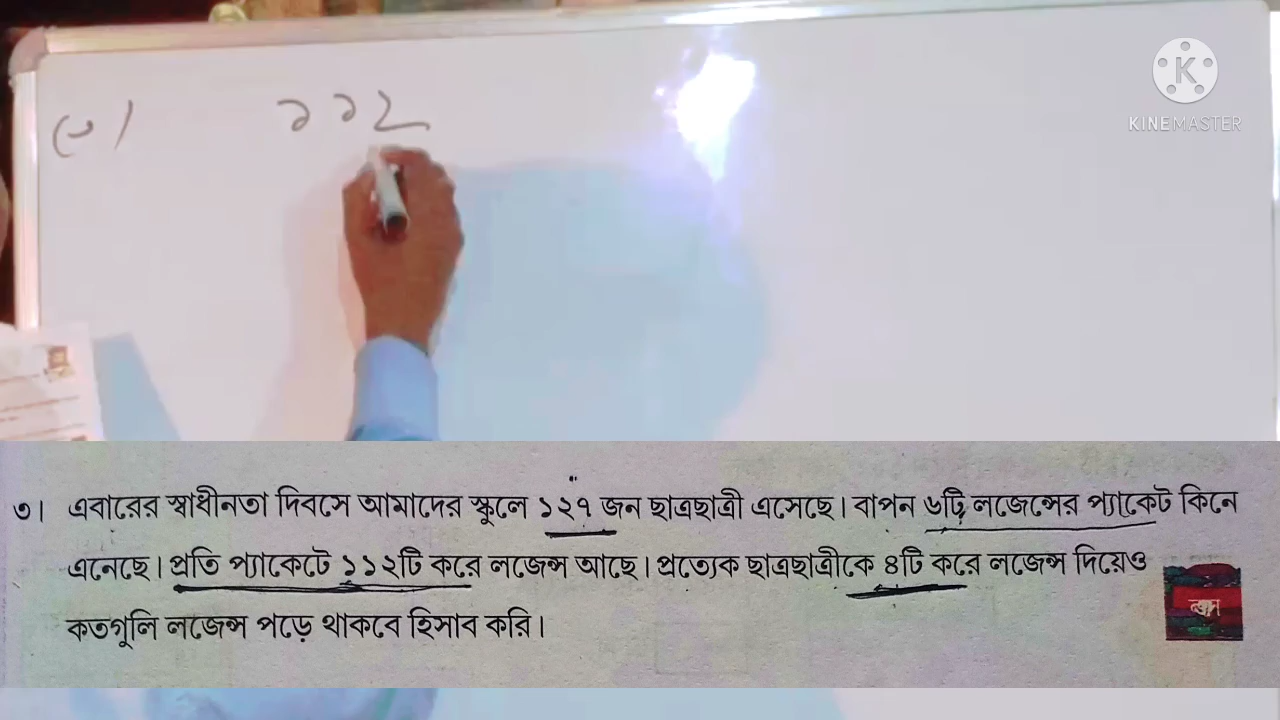 KINEMASTER
৩) ১১২
৩। এবারের স্বাধীনতা দিবসে আমাদের স্কুলে ১২৭ জন ছাত্রছাত্রী এসেছে। বাপন ৬টি লজেন্সের প্যাকেট কিনে
এনেছে। প্রতি প্যাকেটে ১১২টি করে লজেন্স আছে। প্রত্যেক ছাত্রছাত্রীকে ৪টি করে লজেন্স দিয়েও
কতগুলি লজেন্স পড়ে থাকবে হিসাব করি।